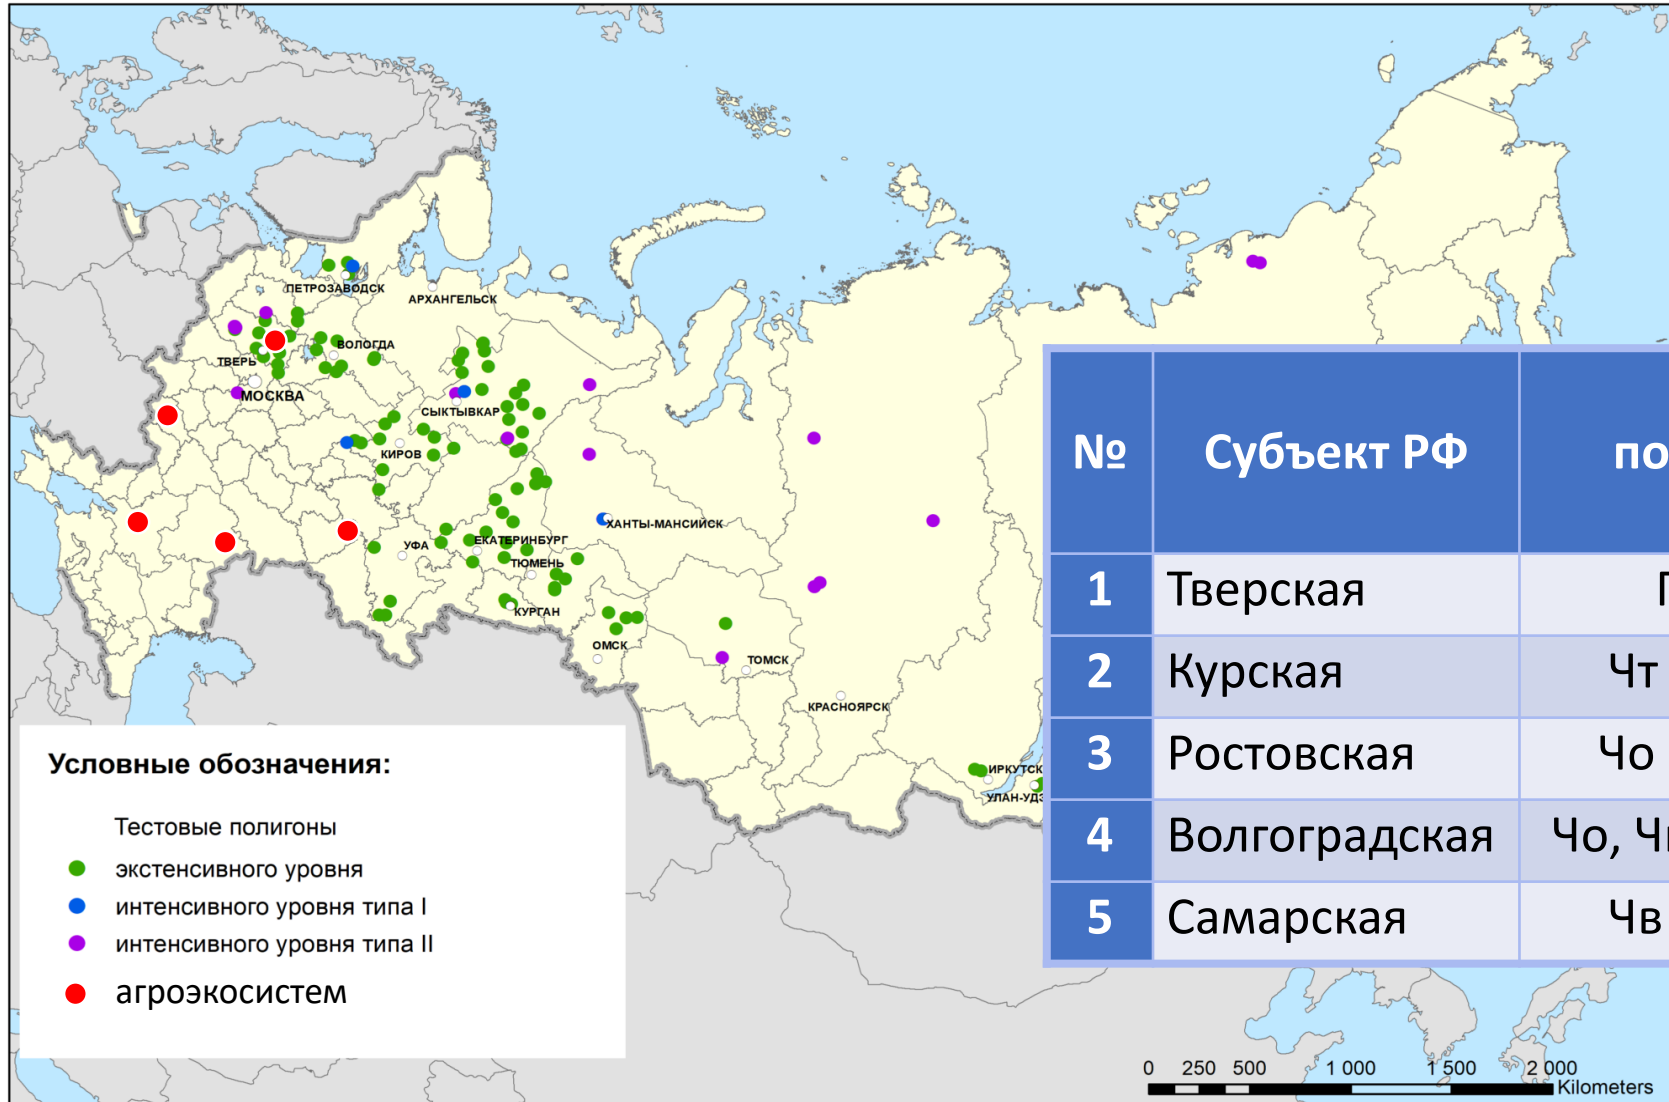 ПЕТРОЗАВОДСК
АРХАНГЕЛЬСК
ВОЛОГДА
ТВЕРЬ
МОСКВА
СЫКТЫВКАР
КИРОВ
ХАНТЫ-МАНСИЙСК
ЕКАТЕРИНБУРГ
УФА
ТЮМЕНЬ
КУРГАН
ОМСК
ТОМСК
КРАСНОЯРСК
ИРКУТСК
УЛАН-УДЭ
№ Субъект РФ по
1 Тверская
2 Курская Чт
3 Ростовская Чо
4 Волгоградская Чо,
5 Самарская Чв
Условные обозначения:
Тестовые полигоны
экстенсивного уровня
интенсивного уровня типа I
интенсивного уровня типа II
агроэкосистем
0 250 500 1 000 1 500 2 000
Kilometers